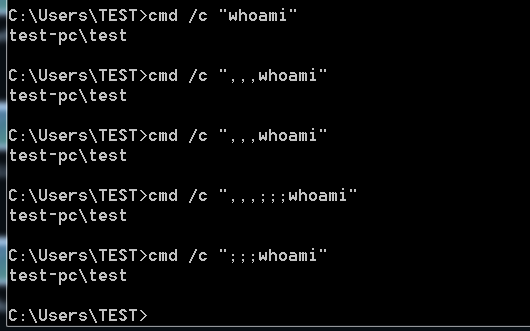 C:\Users\TEST>cmd /c "whoami"
test-pc\test
C:\Users\TEST>cmd /c ",,,whoami"
test-pc\test
C:\Users\TEST>cmd /c ",,,whoami"
test-pc\test
C:\Users\TEST>cmd /c ",,,;;;whoami"
test-pc\test
C:\Users\TEST>cmd /c ";;;whoami"
test-pc\test
C:\Users\TEST>